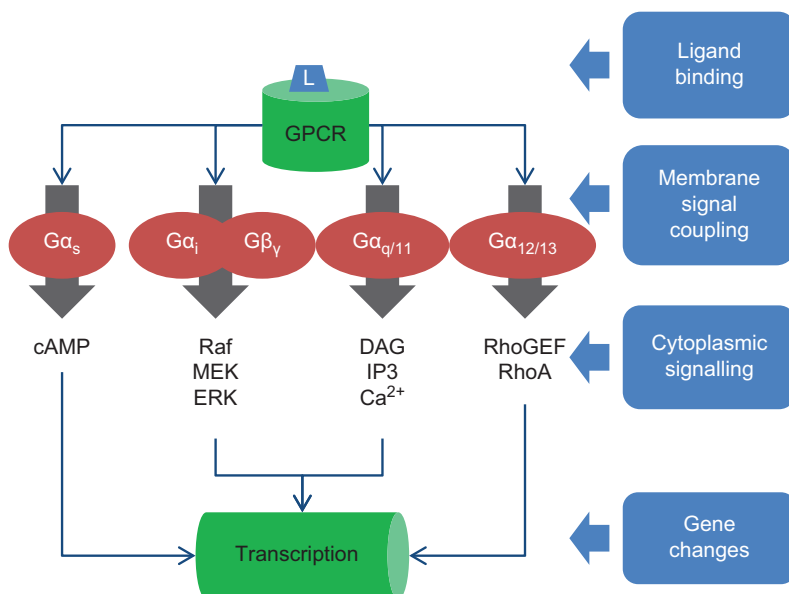 L
GPCR
Ligand
binding
Gαs
Gαi
Gβγ
Gαq/11
Gα12/13
Membrane
signal
coupling
cAMP
Raf
MEK
ERK
DAG
IP3
Ca2+
RhoGEF
RhoA
Cytoplasmic
signalling
Transcription
Gene
changes